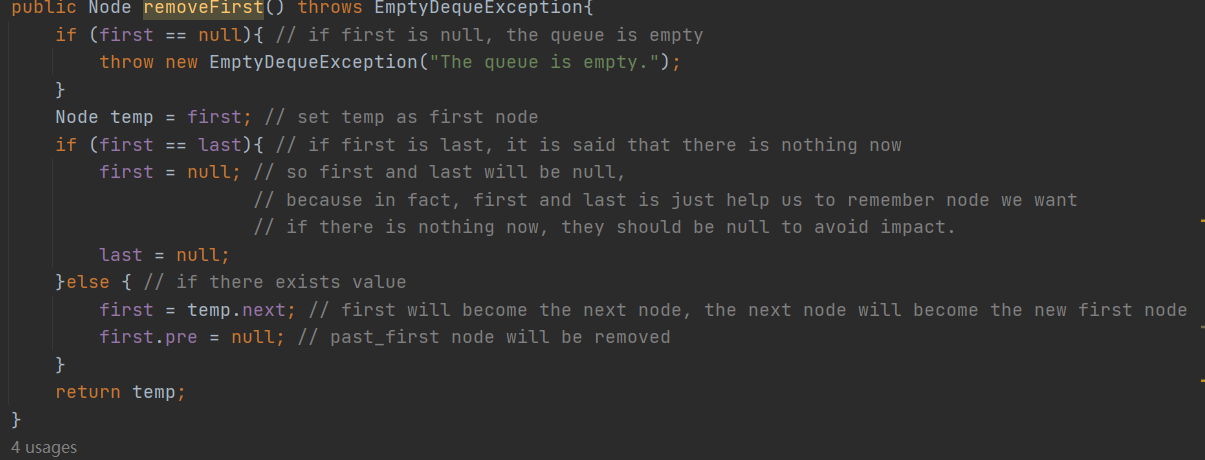 public Node removeFirst() throws EmptyDequeException{
if (first == null){ // if first is null, the queue is empty
throw new EmptyDequeException("The queue is empty.");
}
Node temp = first; // set temp as first node
if (first == last){ // if first is last, it is said that there is nothing now
first = null; // so first and last will be null,
// because in fact, first and last is just help us to remember node we want
// if there is nothing now, they should be null to avoid impact.
last = null;
}else { // if there exists value
first = temp.next; // first will become the next node, the next node will become the new first node
first.pre = null; // past_first node will be removed
}
return temp;
}
4 usages